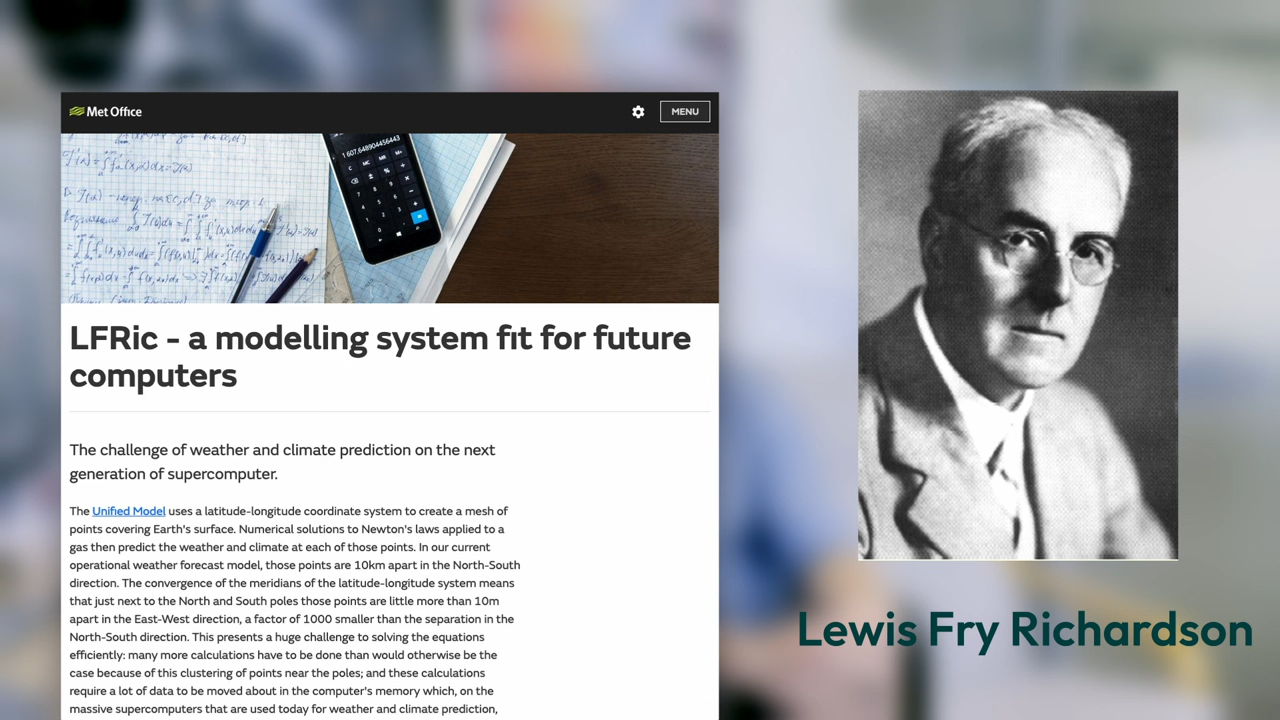 Met Office
MENU
1 607,648904456443
LFRic - a modelling system fit for future
computers
The challenge of weather and climate prediction on the next
generation of supercomputer.
The Unified Model uses a latitude-longitude coordinate system to create a mesh of
points covering Earth's surface. Numerical solutions to Newton's laws applied to a
gas then predict the weather and climate at each of those points. In our current
operational weather forecast model, those points are 10km apart in the North-South
direction. The convergence of the meridians of the latitude-longitude system means
that just next to the North and South poles those points are little more than 10m
apart in the East-West direction, a factor of 1000 smaller than the separation in the
North-South direction. This presents a huge challenge to solving the equations
efficiently: many more calculations have to be done than would otherwise be the
case because of this clustering of points near the poles; and these calculations
require a lot of data to be moved about in the computer's memory which, on the
massive supercomputers that are used today for weather and climate prediction,
Lewis Fry Richardson